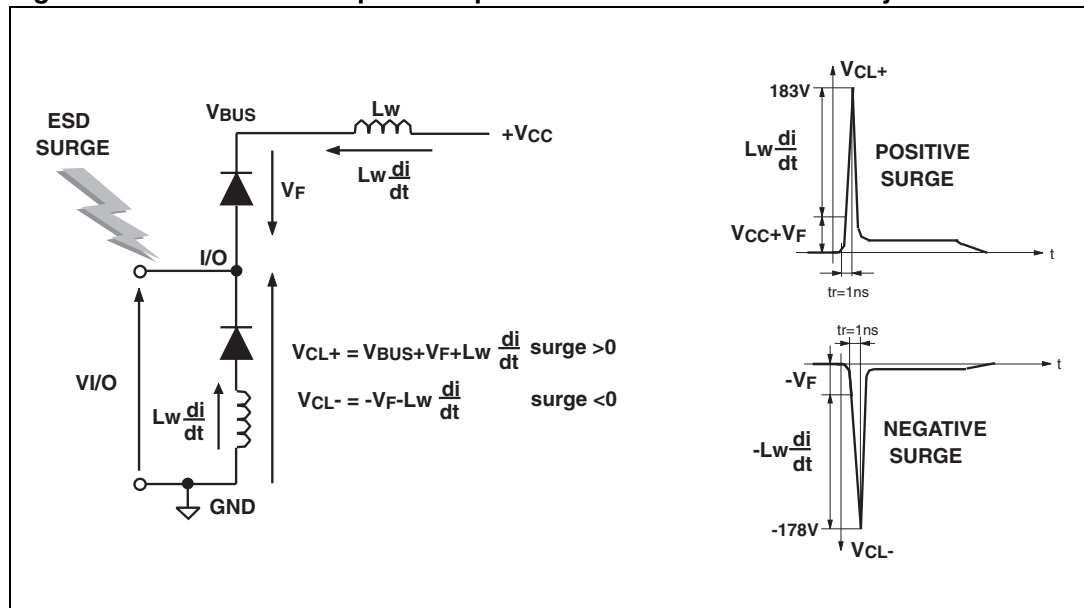 ESD
SURGE
VBUS
Lw
+VCC
Lw di/dt
VF
I/O
VI/O
VCL+ = VBUS+VF+Lw di/dt surge >0
VCL- = -VF-Lw di/dt surge <0
Lw di/dt
GND
VCL+
183V
Lw di/dt
POSITIVE
SURGE
VCC+VF
t
tr=1ns
tr=1ns
t
-VF
-Lw di/dt
NEGATIVE
SURGE
-178V
VCL-